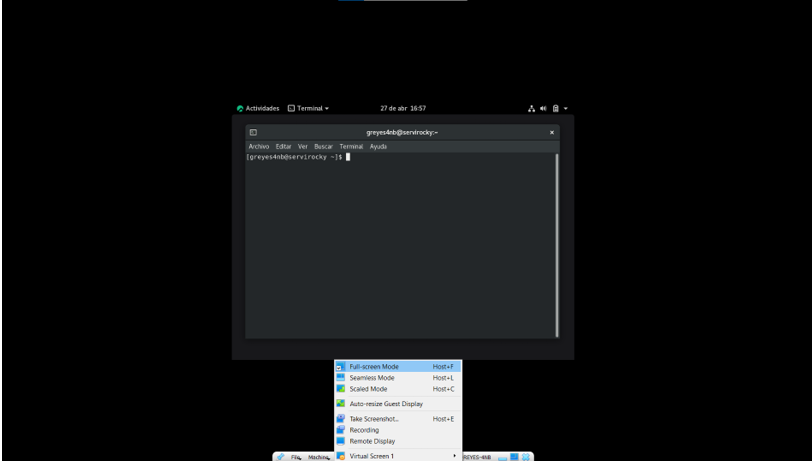 Actividades Terminal 27 de abr 16:57
greyes4nb@servirocky:~ ×
Archivo Editar Ver Buscar Terminal Ayuda
[greyes4nb@servirocky ~]$
Full-screen Mode Host+F
Seamless Mode Host+L
Scaled Mode Host+C
Auto-resize Guest Display
Take Screenshot... Host+E
Recording
Remote Display
Virtual Screen 1
File Machine REYES-4NB